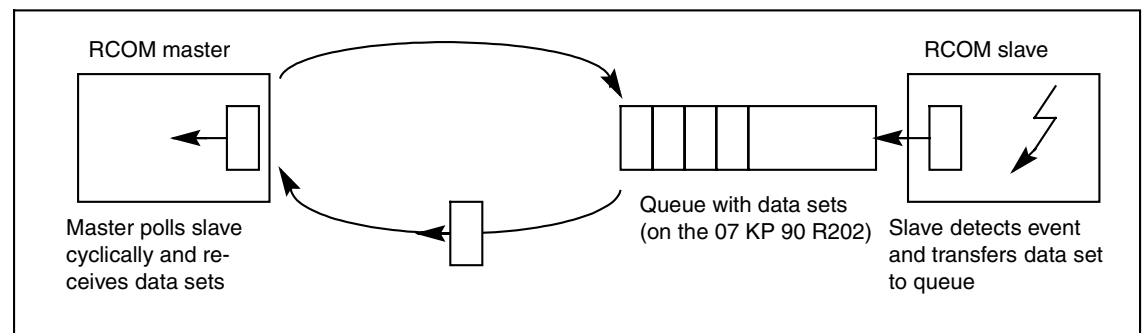 RCOM master
RCOM slave
Master polls slave
cyclically and re-
ceives data sets
Queue with data sets
(on the 07 KP 90 R202)
Slave detects event
and transfers data set
to queue